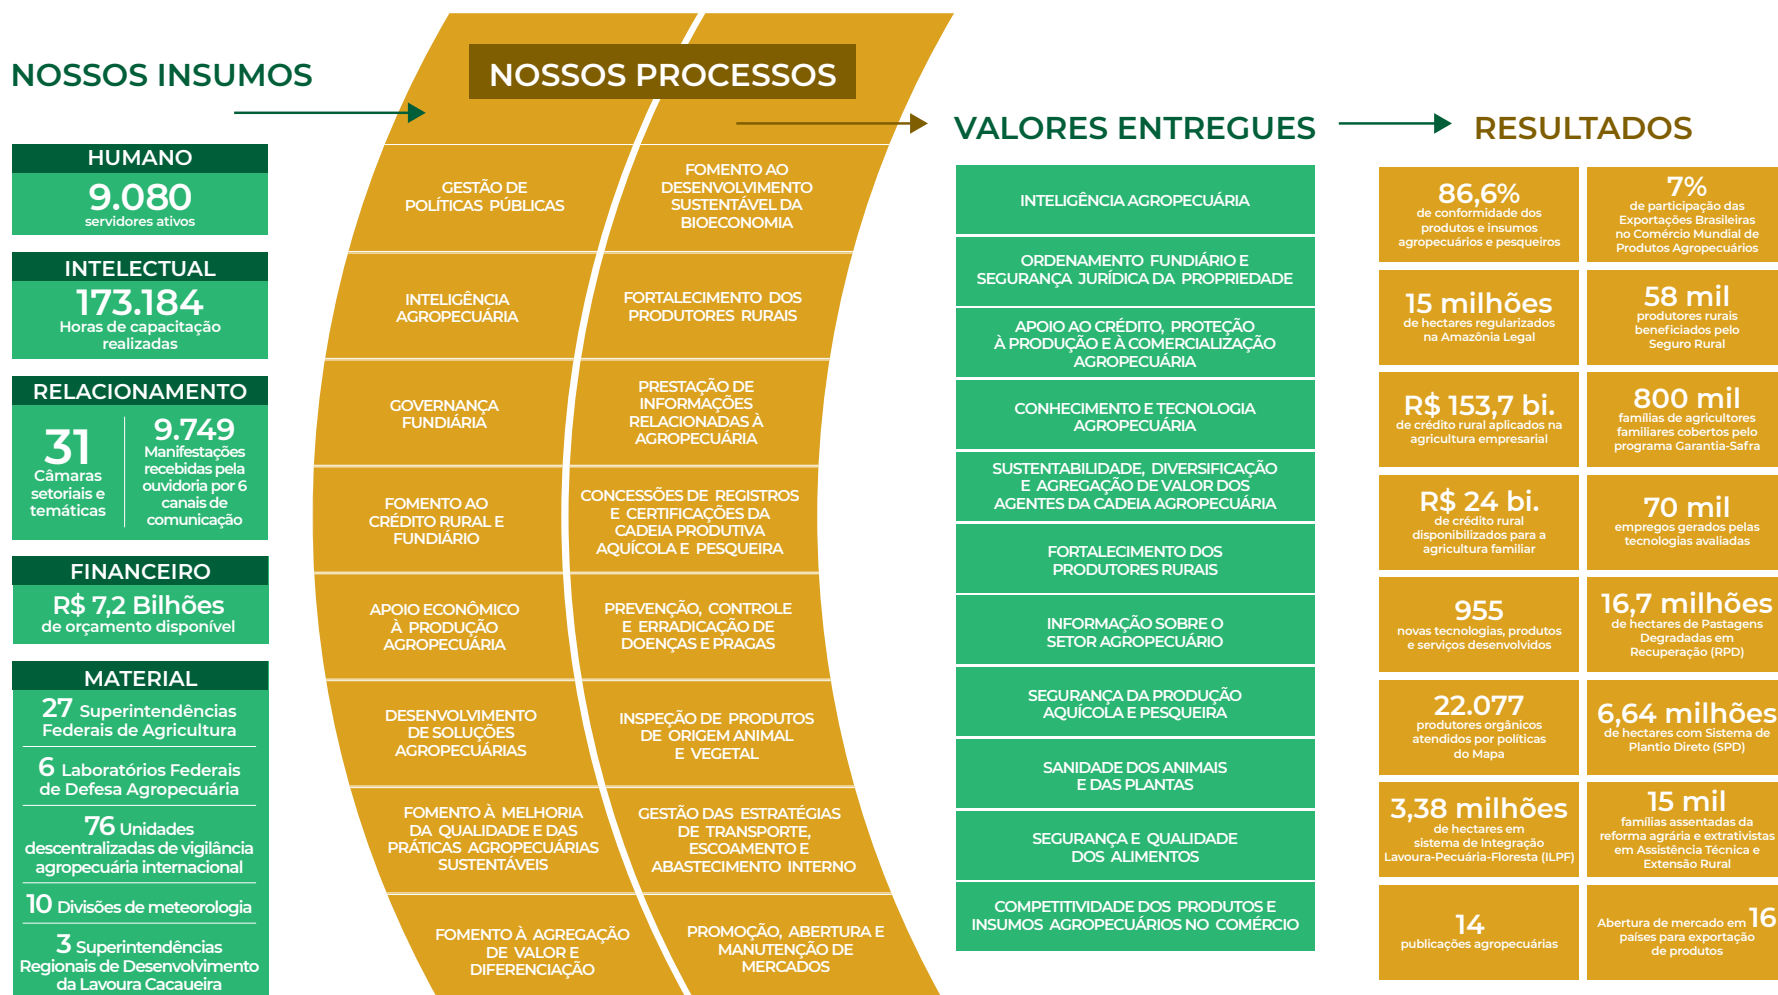 NOSSOS INSUMOS
HUMANO
9.080
servidores ativos
INTELECTUAL
173.184
Horas de capacitação
realizadas
RELACIONAMENTO
31
Câmaras
setoriais e
temáticas
9.749
Manifestações
recebidas pela
ouvidoria por 6
canais de
comunicação
FINANCEIRO
R$ 7,2 Bilhões
de orçamento disponível
MATERIAL
27 Superintendências
Federais de Agricultura
6 Laboratórios Federais
de Defesa Agropecuária
76 Unidades
descentralizadas de vigilância
agropecuária internacional
10 Divisões de meteorologia
3 Superintendências
Regionais de Desenvolvimento
da Lavoura Cacaueira
NOSSOS PROCESSOS
GESTÃO DE
POLÍTICAS PÚBLICAS
INTELIGÊNCIA
AGROPECUÁRIA
GOVERNANÇA
FUNDIÁRIA
FOMENTO AO
CRÉDITO RURAL E
FUNDIÁRIO
APOIO ECONÔMICO
À PRODUÇÃO
AGROPECUÁRIA
DESENVOLVIMENTO
DE SOLUÇÕES
AGROPECUÁRIAS
FOMENTO À MELHORIA
DA QUALIDADE E DAS
PRÁTICAS AGROPECUÁRIAS
SUSTENTÁVEIS
FOMENTO À AGREGAÇÃO
DE VALOR E
DIFERENCIAÇÃO
FOMENTO AO
DESENVOLVIMENTO
SUSTENTÁVEL DA
BIOECONOMIA
FORTALECIMENTO DOS
PRODUTORES RURAIS
PRESTAÇÃO DE
INFORMAÇÕES
RELACIONADAS À
AGROPECUÁRIA
CONCESSÕES DE REGISTROS
E CERTIFICAÇÕES DA
CADEIA PRODUTIVA
AQUÍCOLA E PESQUEIRA
PREVENÇÃO, CONTROLE
E ERRADICAÇÃO DE
DOENÇAS E PRAGAS
INSPEÇÃO DE PRODUTOS
DE ORIGEM ANIMAL
E VEGETAL
GESTÃO DAS ESTRATÉGIAS
DE TRANSPORTE,
ESCOAMENTO E
ABASTECIMENTO INTERNO
PROMOÇÃO, ABERTURA E
MANUTENÇÃO DE
MERCADOS
VALORES ENTREGUES
INTELIGÊNCIA AGROPECUÁRIA
ORDENAMENTO FUNDIÁRIO E
SEGURANÇA JURÍDICA DA PROPRIEDADE
APOIO AO CRÉDITO, PROTEÇÃO
À PRODUÇÃO E À COMERCIALIZAÇÃO
AGROPECUÁRIA
CONHECIMENTO E TECNOLOGIA
AGROPECUÁRIA
SUSTENTABILIDADE, DIVERSIFICAÇÃO
E AGREGAÇÃO DE VALOR DOS
AGENTES DA CADEIA AGROPECUÁRIA
FORTALECIMENTO DOS
PRODUTORES RURAIS
INFORMAÇÃO SOBRE O
SETOR AGROPECUÁRIO
SEGURANÇA DA PRODUÇÃO
AQUÍCOLA E PESQUEIRA
SANIDADE DOS ANIMAIS
E DAS PLANTAS
SEGURANÇA E QUALIDADE
DOS ALIMENTOS
COMPETITIVIDADE DOS PRODUTOS E
INSUMOS AGROPECUÁRIOS NO COMÉRCIO
RESULTADOS
86,6%
de conformidade dos
produtos e insumos
agropecuários e pesqueiros
7%
de participação das
Exportações Brasileiras
no Comércio Mundial de
Produtos Agropecuários
15 milhões
de hectares regularizados
na Amazônia Legal
58 mil
produtores rurais
beneficiados pelo
Seguro Rural
R$ 153,7 bi.
de crédito rural aplicados na
agricultura empresarial
800 mil
famílias de agricultores
familiares cobertos pelo
programa Garantia-Safra
R$ 24 bi.
de crédito rural
disponibilizados para a
agricultura familiar
70 mil
empregos gerados pelas
tecnologias avaliadas
955
novas tecnologias, produtos
e serviços desenvolvidos
16,7 milhões
de hectares de Pastagens
Degradadas em
Recuperação (RPD)
22.077
produtores orgânicos
atendidos por políticas
do Mapa
6,64 milhões
de hectares com Sistema de
Plantio Direto (SPD)
3,38 milhões
de hectares em
sistema de Integração
Lavoura-Pecuária-Floresta (ILPF)
15 mil
famílias assentadas da
reforma agrária e extrativistas
em Assistência Técnica e
Extensão Rural
14
publicações agropecuárias
Abertura de mercado em 16
países para exportação
de produtos